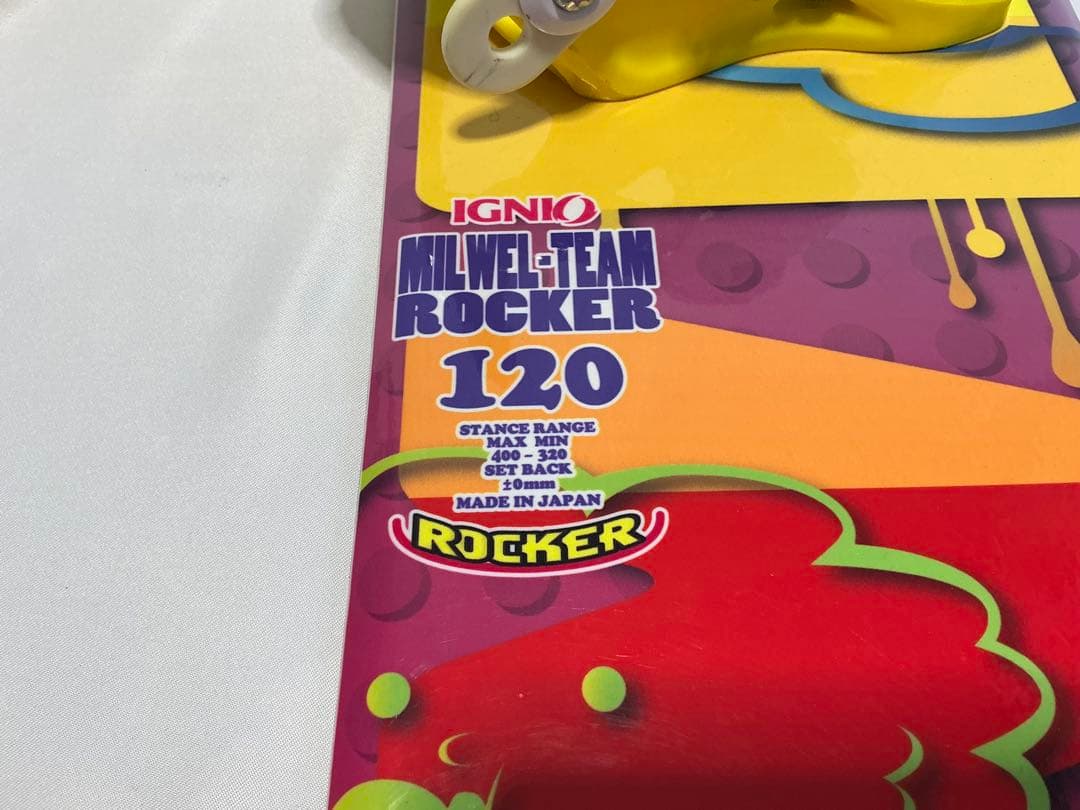 IGNIO
MILWEL-TEAM
ROCKER
120
STANCE RANGE
MAX MIN
400 - 320
SET BACK
±0mm
MADE IN JAPAN
ROCKER